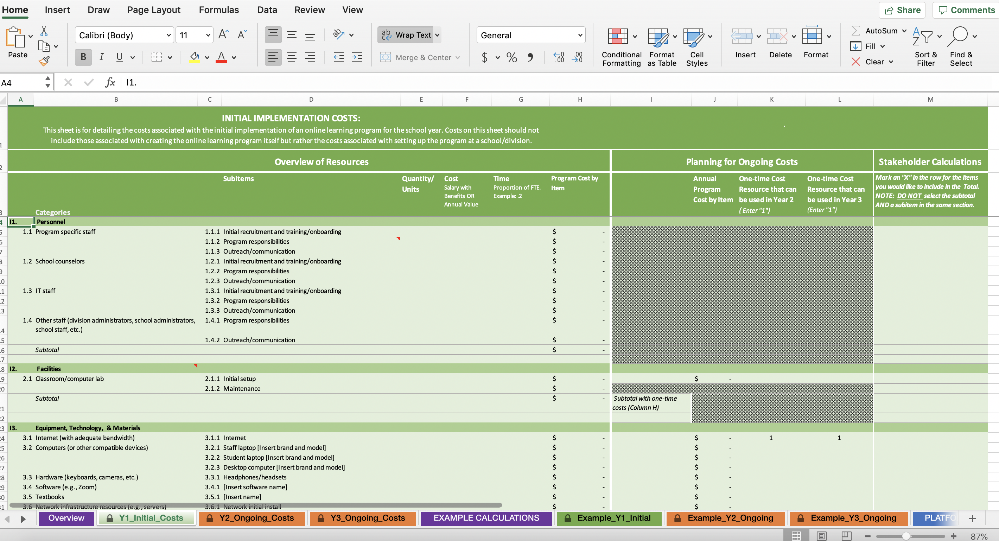 Home Insert Draw Page Layout Formulas Data Review View Share Comments
Calibri (Body) 11 Wrap Text General AutoSum
Fill
Paste B I U Merge & Center $ % Conditional Formatting Format as Table Cell Styles Insert Delete Format Clear Sort & Filter Find & Select
A4 fx I1.
A B C D E F G H I J K L M
INITIAL IMPLEMENTATION COSTS:
This sheet is for detailing the costs associated with the initial implementation of an online learning program for the school year. Costs on this sheet should not
include those associated with creating the online learning program itself but rather the costs associated with setting up the program at a school/division.
Overview of Resources Planning for Ongoing Costs Stakeholder Calculations
Categories
Subitems
Quantity/
Units
Cost
Salary with
Benefits OR
Annual Value
Time
Proportion of FTE.
Example: .2
Program Cost by
Item
Annual
Program
Cost by Item
One-time Cost
Resource that can
be used in Year 2
( Enter "1")
One-time Cost
Resource that can
be used in Year 3
(Enter "1")
Mark an "X" in the row for the items
you would like to include in the Total.
NOTE: DO NOT select the subtotal
AND a subitem in the same section.
I1. Personnel
1.1 Program specific staff 1.1.1 Initial recruitment and training/onboarding $ -
1.1.2 Program responsibilities $ -
1.1.3 Outreach/communication $ -
1.2 School counselors 1.2.1 Initial recruitment and training/onboarding $ -
1.2.2 Program responsibilities $ -
1.2.3 Outreach/communication $ -
1.3 IT staff 1.3.1 Initial recruitment and training/onboarding $ -
1.3.2 Program responsibilities $ -
1.3.3 Outreach/communication $ -
1.4 Other staff (division administrators, school administrators, 1.4.1 Program responsibilities $ -
school staff, etc.)
1.4.2 Outreach/communication $ -
Subtotal $ -
I2. Facilities
2.1 Classroom/computer lab 2.1.1 Initial setup $ - $ -
2.1.2 Maintenance $ -
Subtotal $ - Subtotal with one-time
costs (Column H)
I3. Equipment, Technology, & Materials
3.1 Internet (with adequate bandwidth) 3.1.1 Internet $ - $ - 1 1
3.2 Computers (or other compatible devices) 3.2.1 Staff laptop [Insert brand and model] $ - $ -
3.2.2 Student laptop [Insert brand and model] $ - $ -
3.2.3 Desktop computer [Insert brand and model] $ - $ -
3.3 Hardware (keyboards, cameras, etc.) 3.3.1 Headphones/headsets $ - $ -
3.4 Software (e.g., Zoom) 3.4.1 [Insert software name] $ - $ -
3.5 Textbooks 3.5.1 [Insert name] $ - $ -
3.6 Network infrastructure resources (e.g., servers) 3.6.1 Network initial install $ - $ -
Overview Y1_Initial_Costs Y2_Ongoing_Costs Y3_Ongoing_Costs EXAMPLE CALCULATIONS Example_Y1_Initial Example_Y2_Ongoing Example_Y3_Ongoing PLATFO
87%